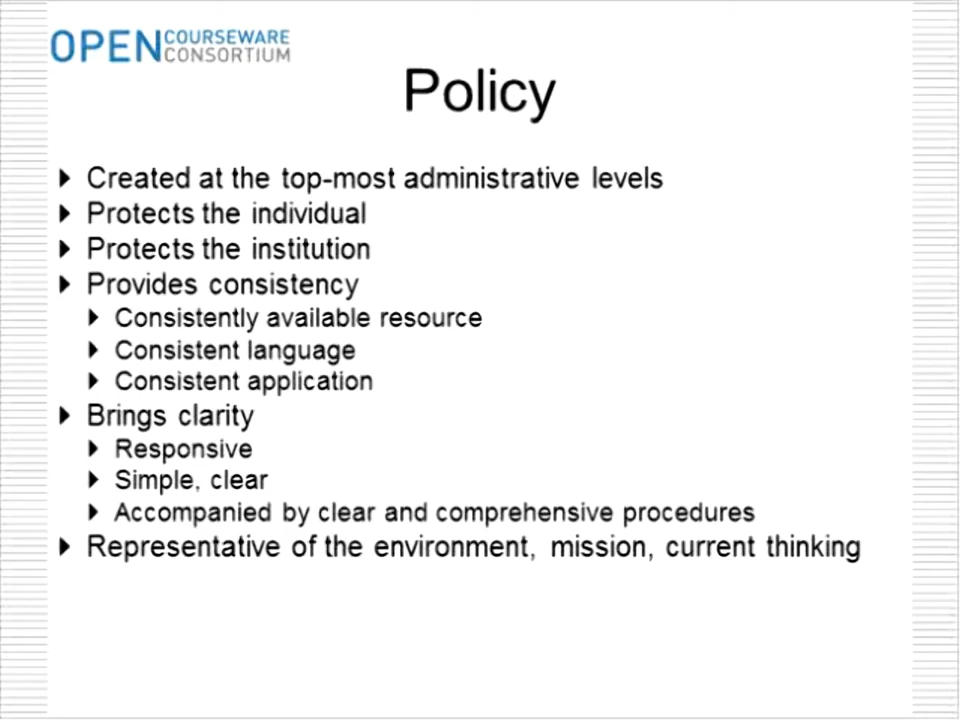 OPEN COURSEWARE CONSORTIUM
Policy
Created at the top-most administrative levels
Protects the individual
Protects the institution
Provides consistency
Consistently available resource
Consistent language
Consistent application
Brings clarity
Responsive
Simple, clear
Accompanied by clear and comprehensive procedures
Representative of the environment, mission, current thinking